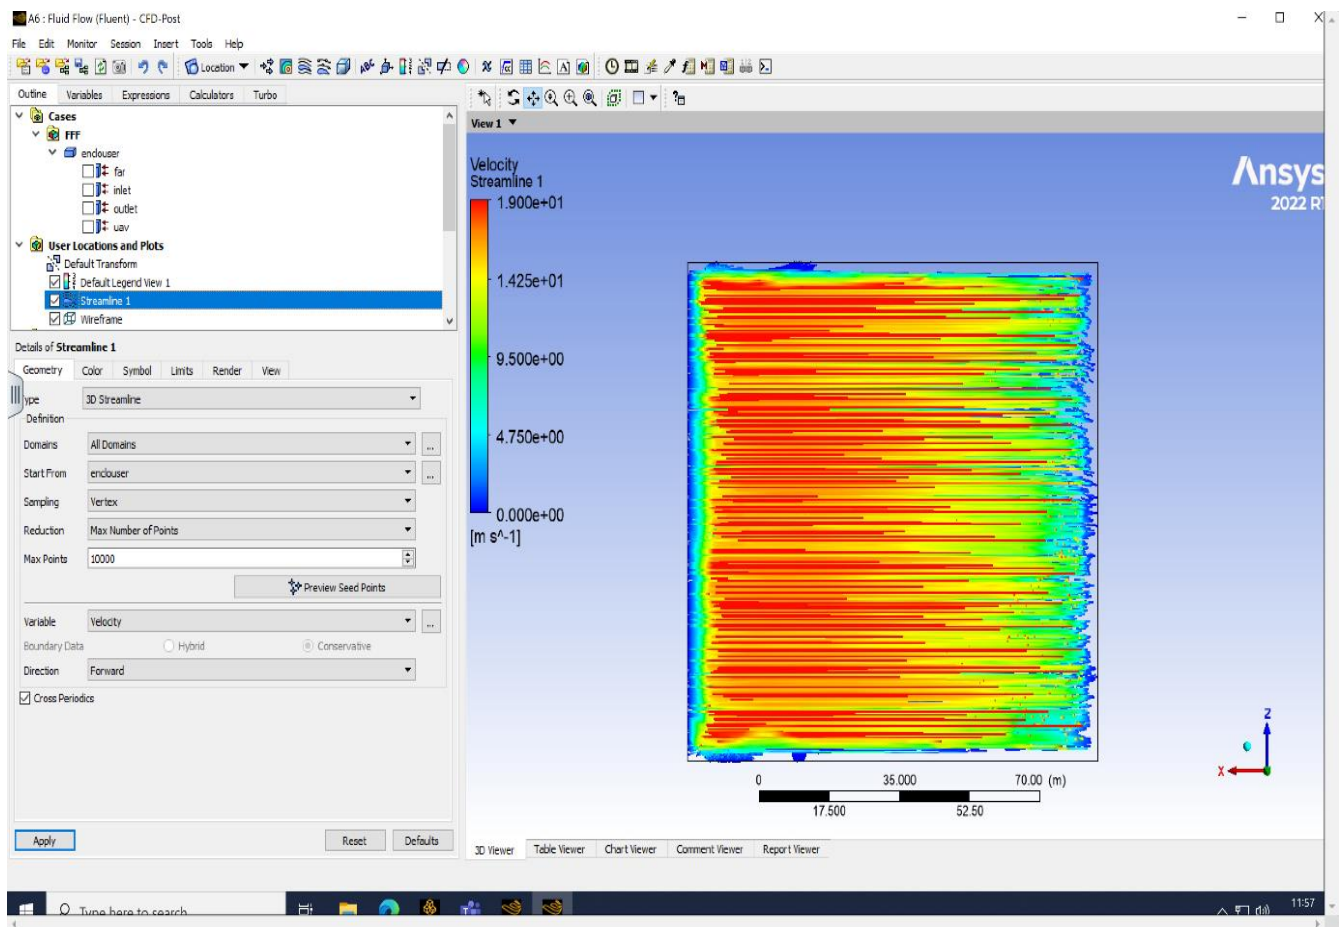 A6 : Fluid Flow (Fluent) - CFD-Post
File Edit Monitor Session Insert Tools Help
Location
Outline Variables Expressions Calculators Turbo
Cases
FFF
enclouser
far
inlet
outlet
uav
User Locations and Plots
Default Transform
Default Legend View 1
Streamline 1
Wireframe
Details of Streamline 1
Geometry Color Symbol Limits Render View
ype 3D Streamline
Definition
Domains All Domains ...
Start From enclouser ...
Sampling Vertex
Reduction Max Number of Points
Max Points 10000
Preview Seed Points
Variable Velocity ...
Boundary Data Hybrid Conservative
Direction Forward
Cross Periodics
Apply Reset Defaults
View 1
Velocity
Streamline 1
1.900e+01
1.425e+01
9.500e+00
4.750e+00
0.000e+00
[m s^-1]
Ansys
2022 R1
0 35.000 70.00 (m)
17.500 52.50
Z
X
3D Viewer Table Viewer Chart Viewer Comment Viewer Report Viewer
Type here to search
11:57